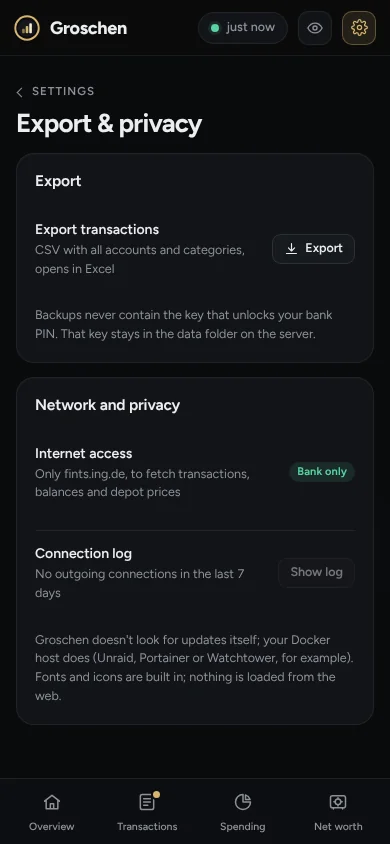 Groschen
just now
SETTINGS
Export & privacy
Export
Export transactions
CSV with all accounts and categories,
opens in Excel
Export
Backups never contain the key that unlocks your bank
PIN. That key stays in the data folder on the server.
Network and privacy
Internet access
Only fints.ing.de, to fetch transactions,
balances and depot prices
Bank only
Connection log
No outgoing connections in the last 7
days
Show log
Groschen doesn't look for updates itself; your Docker
host does (Unraid, Portainer or Watchtower, for example).
Fonts and icons are built in; nothing is loaded from the
web.
Overview
Transactions
Spending
Net worth